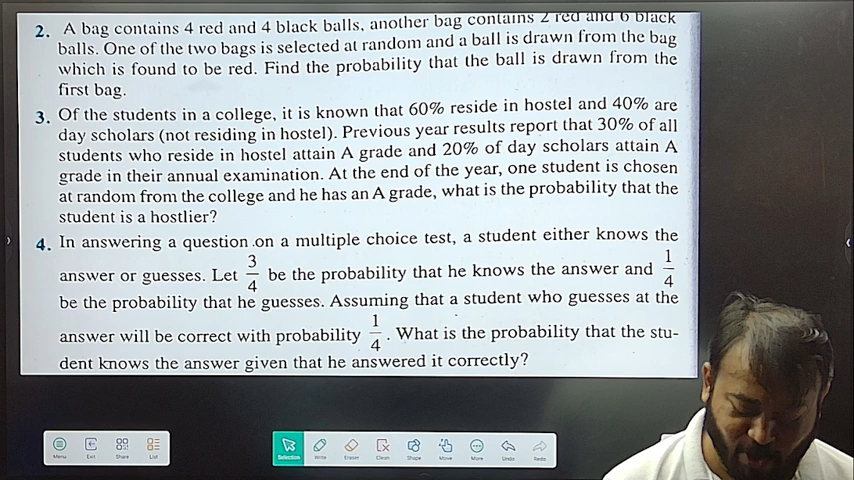 2. A bag contains 4 red and 4 black balls, another bag contains 2 red and 6 black
balls. One of the two bags is selected at random and a ball is drawn from the bag
which is found to be red. Find the probability that the ball is drawn from the
first bag.
3. Of the students in a college, it is known that 60% reside in hostel and 40% are
day scholars (not residing in hostel). Previous year results report that 30% of all
students who reside in hostel attain A grade and 20% of day scholars attain A
grade in their annual examination. At the end of the year, one student is chosen
at random from the college and he has an A grade, what is the probability that the
student is a hostlier?
4. In answering a question on a multiple choice test, a student either knows the
answer or guesses. Let 3/4 be the probability that he knows the answer and 1/4
be the probability that he guesses. Assuming that a student who guesses at the
answer will be correct with probability 1/4. What is the probability that the stu-
dent knows the answer given that he answered it correctly?
Menu Exit Share List Selection Write Eraser Clean Shape Move More Undo Redo